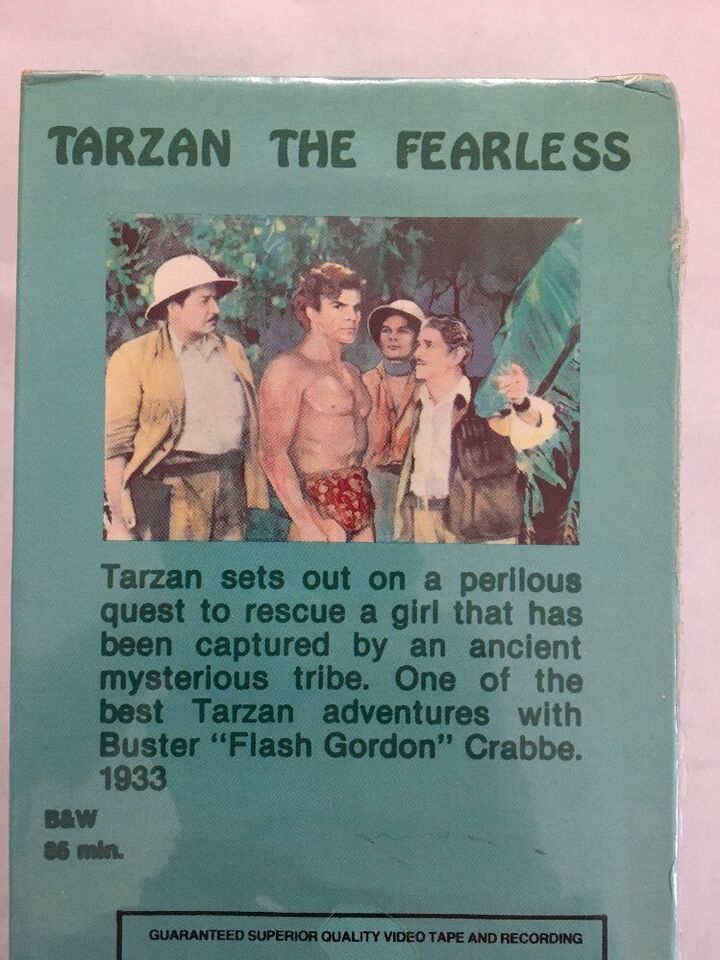 TARZAN THE FEARLESS
Tarzan sets out on a perilous
quest to rescue a girl that has
been captured by an ancient
mysterious tribe. One of the
best Tarzan adventures with
Buster “Flash Gordon” Crabbe.
1933
B&W
85 min.
GUARANTEED SUPERIOR QUALITY VIDEO TAPE AND RECORDING